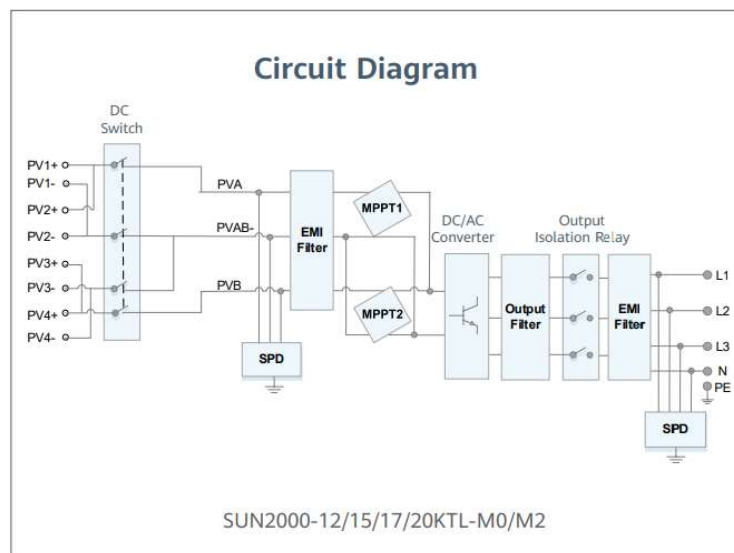 Circuit Diagram
DC
Switch
PV1+
PV1-
PV2+
PV2-
PV3+
PV3-
PV4+
PV4-
PVA
PVAB-
PVB
EMI
Filter
SPD
MPPT1
MPPT2
DC/AC
Converter
Output
Filter
Output
Isolation Relay
EMI
Filter
L1
L2
L3
N
PE
SPD
SUN2000-12/15/17/20KTL-M0/M2